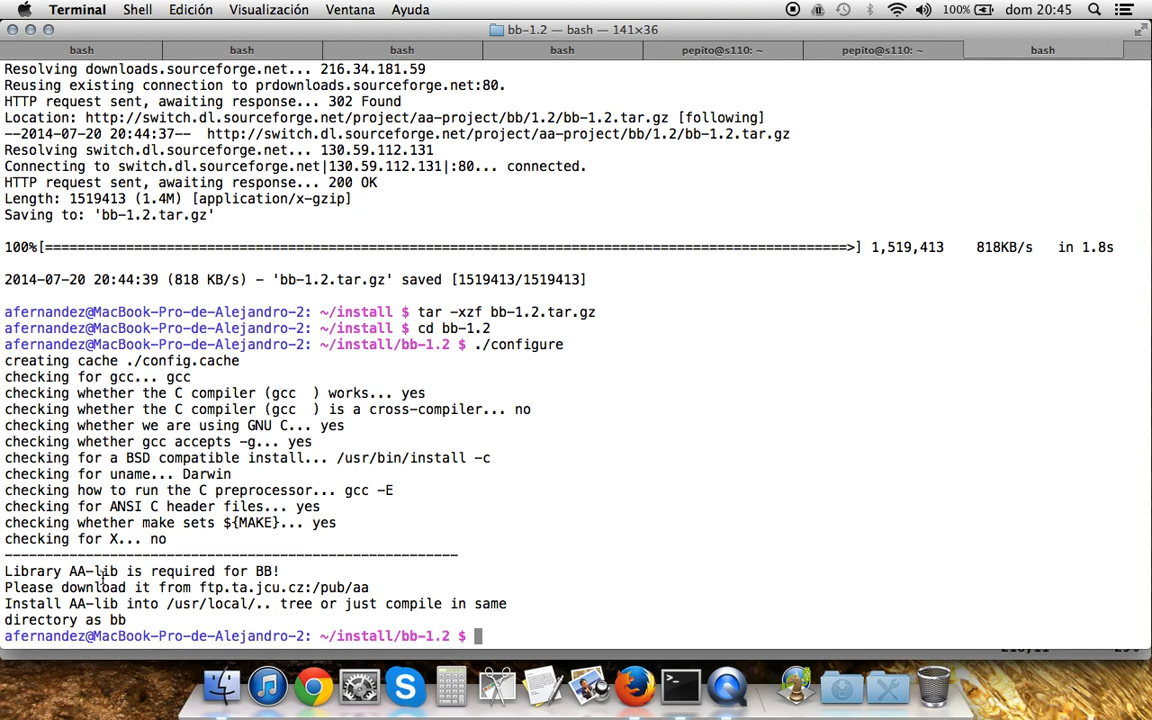 Terminal Shell Edición Visualización Ventana Ayuda 100% dom 20:45
bb-1.2 — bash — 141×36
bash bash bash bash pepito@s110: ~ pepito@s110: ~ bash
Resolving downloads.sourceforge.net... 216.34.181.59
Reusing existing connection to prdownloads.sourceforge.net:80.
HTTP request sent, awaiting response... 302 Found
Location: http://switch.dl.sourceforge.net/project/aa-project/bb/1.2/bb-1.2.tar.gz [following]
--2014-07-20 20:44:37--  http://switch.dl.sourceforge.net/project/aa-project/bb/1.2/bb-1.2.tar.gz
Resolving switch.dl.sourceforge.net... 130.59.112.131
Connecting to switch.dl.sourceforge.net|130.59.112.131|:80... connected.
HTTP request sent, awaiting response... 200 OK
Length: 1519413 (1.4M) [application/x-gzip]
Saving to: 'bb-1.2.tar.gz'
100%[====================================================================================================>] 1,519,413    818KB/s   in 1.8s
2014-07-20 20:44:39 (818 KB/s) - 'bb-1.2.tar.gz' saved [1519413/1519413]
afernandez@MacBook-Pro-de-Alejandro-2: ~/install $ tar -xzf bb-1.2.tar.gz
afernandez@MacBook-Pro-de-Alejandro-2: ~/install $ cd bb-1.2
afernandez@MacBook-Pro-de-Alejandro-2: ~/install/bb-1.2 $ ./configure
creating cache ./config.cache
checking for gcc... gcc
checking whether the C compiler (gcc  ) works... yes
checking whether the C compiler (gcc  ) is a cross-compiler... no
checking whether we are using GNU C... yes
checking whether gcc accepts -g... yes
checking for a BSD compatible install... /usr/bin/install -c
checking for uname... Darwin
checking how to run the C preprocessor... gcc -E
checking for ANSI C header files... yes
checking whether make sets ${MAKE}... yes
checking for X... no
--------------------------------------------------------
Library AA-lib is required for BB!
Please download it from ftp.ta.jcu.cz:/pub/aa
Install AA-lib into /usr/local/.. tree or just compile in same
directory as bb
afernandez@MacBook-Pro-de-Alejandro-2: ~/install/bb-1.2 $